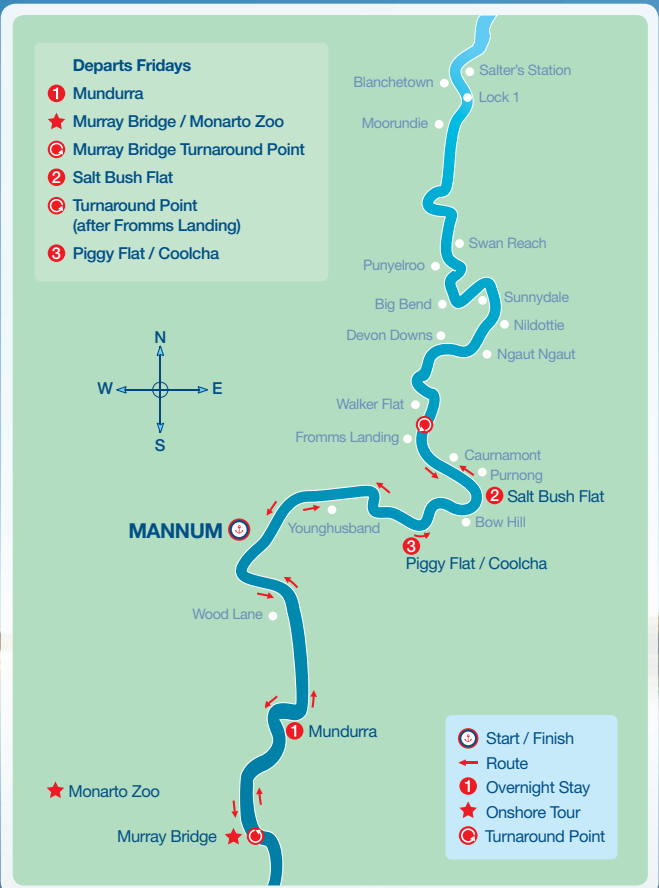 Departs Fridays
1 Mundurra
Murray Bridge / Monarto Zoo
Murray Bridge Turnaround Point
2 Salt Bush Flat
Turnaround Point
(after Fromms Landing)
3 Piggy Flat / Coolcha
Salter's Station
Blanchetown
Lock 1
Moorundie
Swan Reach
Punyelroo
Sunnydale
Big Bend
Nildottie
Devon Downs
Ngaut Ngaut
N
W E
S
Walker Flat
Fromms Landing
Caurnamont
Purnong
2 Salt Bush Flat
Bow Hill
Younghusband
MANNUM
3
Piggy Flat / Coolcha
Wood Lane
1 Mundurra
Monarto Zoo
Murray Bridge
Start / Finish
Route
1 Overnight Stay
Onshore Tour
Turnaround Point